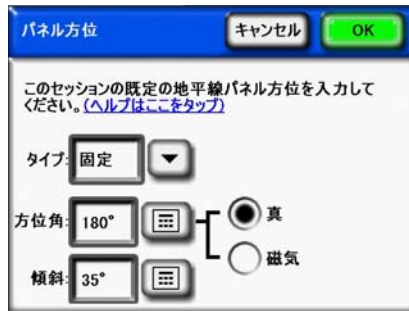 パネル方位
キャンセル
OK
このセッションの既定の地平線パネル方位を入力して
ください。(ヘルプはここをタップ)
タイプ: 固定
方位角: 180°
真
磁気
傾斜: 35°